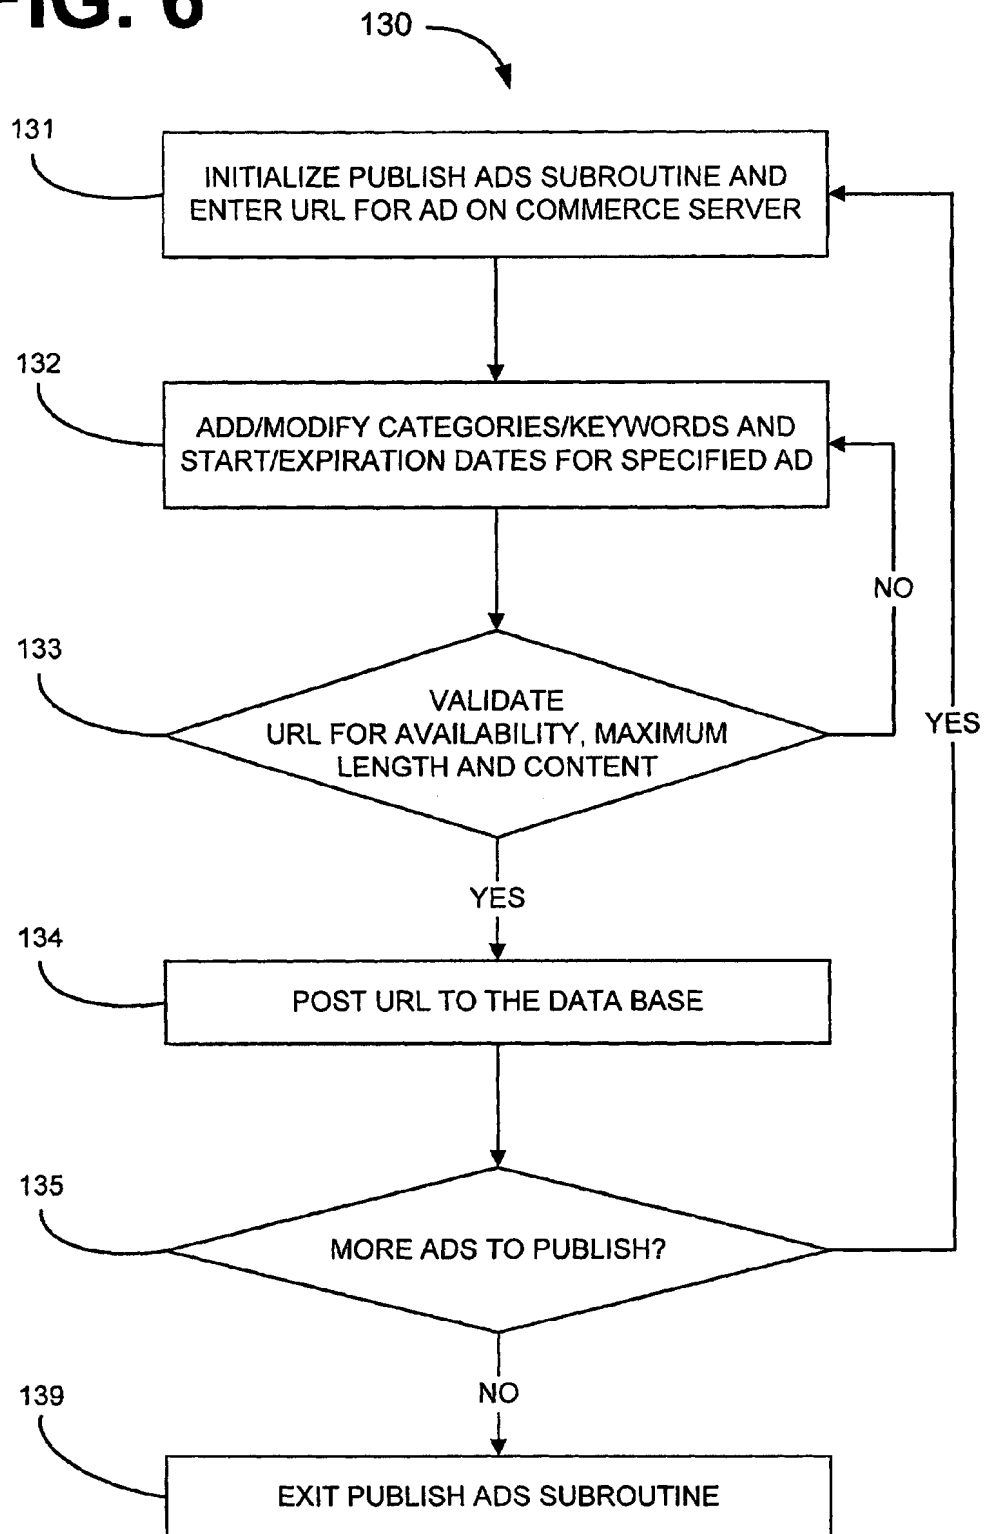 FIG. 6
130
131
INITIALIZE PUBLISH ADS SUBROUTINE AND
ENTER URL FOR AD ON COMMERCE SERVER
132
ADD/MODIFY CATEGORIES/KEYWORDS AND
START/EXPIRATION DATES FOR SPECIFIED AD
NO
133
VALIDATE
URL FOR AVAILABILITY, MAXIMUM
LENGTH AND CONTENT
YES
YES
134
POST URL TO THE DATA BASE
135
MORE ADS TO PUBLISH?
NO
139
EXIT PUBLISH ADS SUBROUTINE